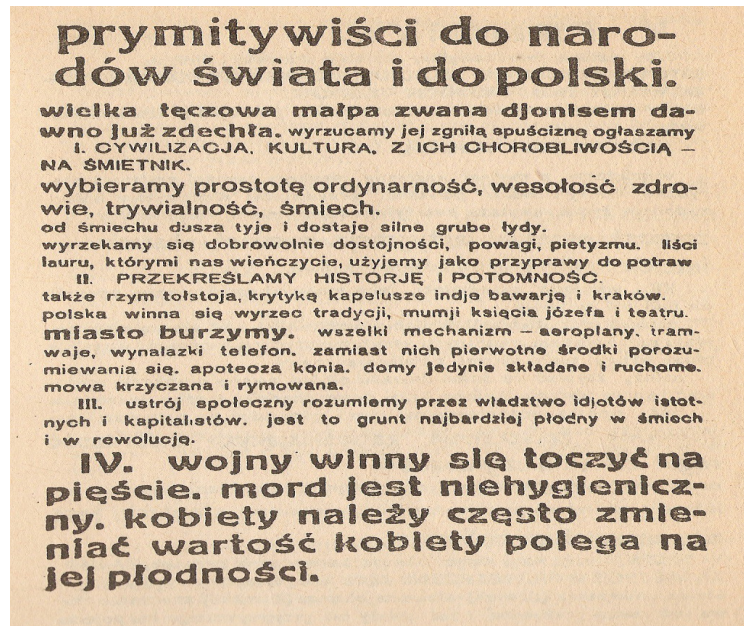 prymitywiści do naro-
dów świata i do polski.
wielka tęczowa małpa zwana djonisem da-
wno już zdechła. wyrzucamy jej zgniłą spuściznę ogłaszamy
I. CYWILIZACJA, KULTURA, Z ICH CHOROBLIWOŚCIĄ –
NA ŚMIETNIK.
wybieramy prostotę ordynarność, wesołość zdro-
wie, trywialność, śmiech.
od śmiechu dusza tyje i dostaje silne grube łydy.
wyrzekamy się dobrowolnie dostojności, powagi, pietyzmu. liści
lauru, którymi nas wieńczycie, użyjemy jako przyprawy do potraw
II. PRZEKREŚLAMY HISTORJĘ I POTOMNOŚĆ.
także rzym tołstoja, krytykę kapelusze indje bawarję i kraków.
polska winna się wyrzec tradycji, mumji księcia józefa i teatru.
miasto burzymy. wszelki mechanizm – aeroplany, tram-
waje, wynalazki telefon. zamiast nich pierwotne środki porozu-
miewania się. apoteoza konia. domy jedynie składane i ruchome.
mowa krzyczana i rymowana.
III. ustrój społeczny rozumiemy przez władztwo idjotów istot-
nych i kapitalistów. jest to grunt najbardziej płodny w śmiech
i w rewolucję.
IV. wojny winny się toczyć na
pięście. mord jest niehygienicz-
ny. kobiety należy często zmie-
niać wartość kobiety polega na
jej płodności.